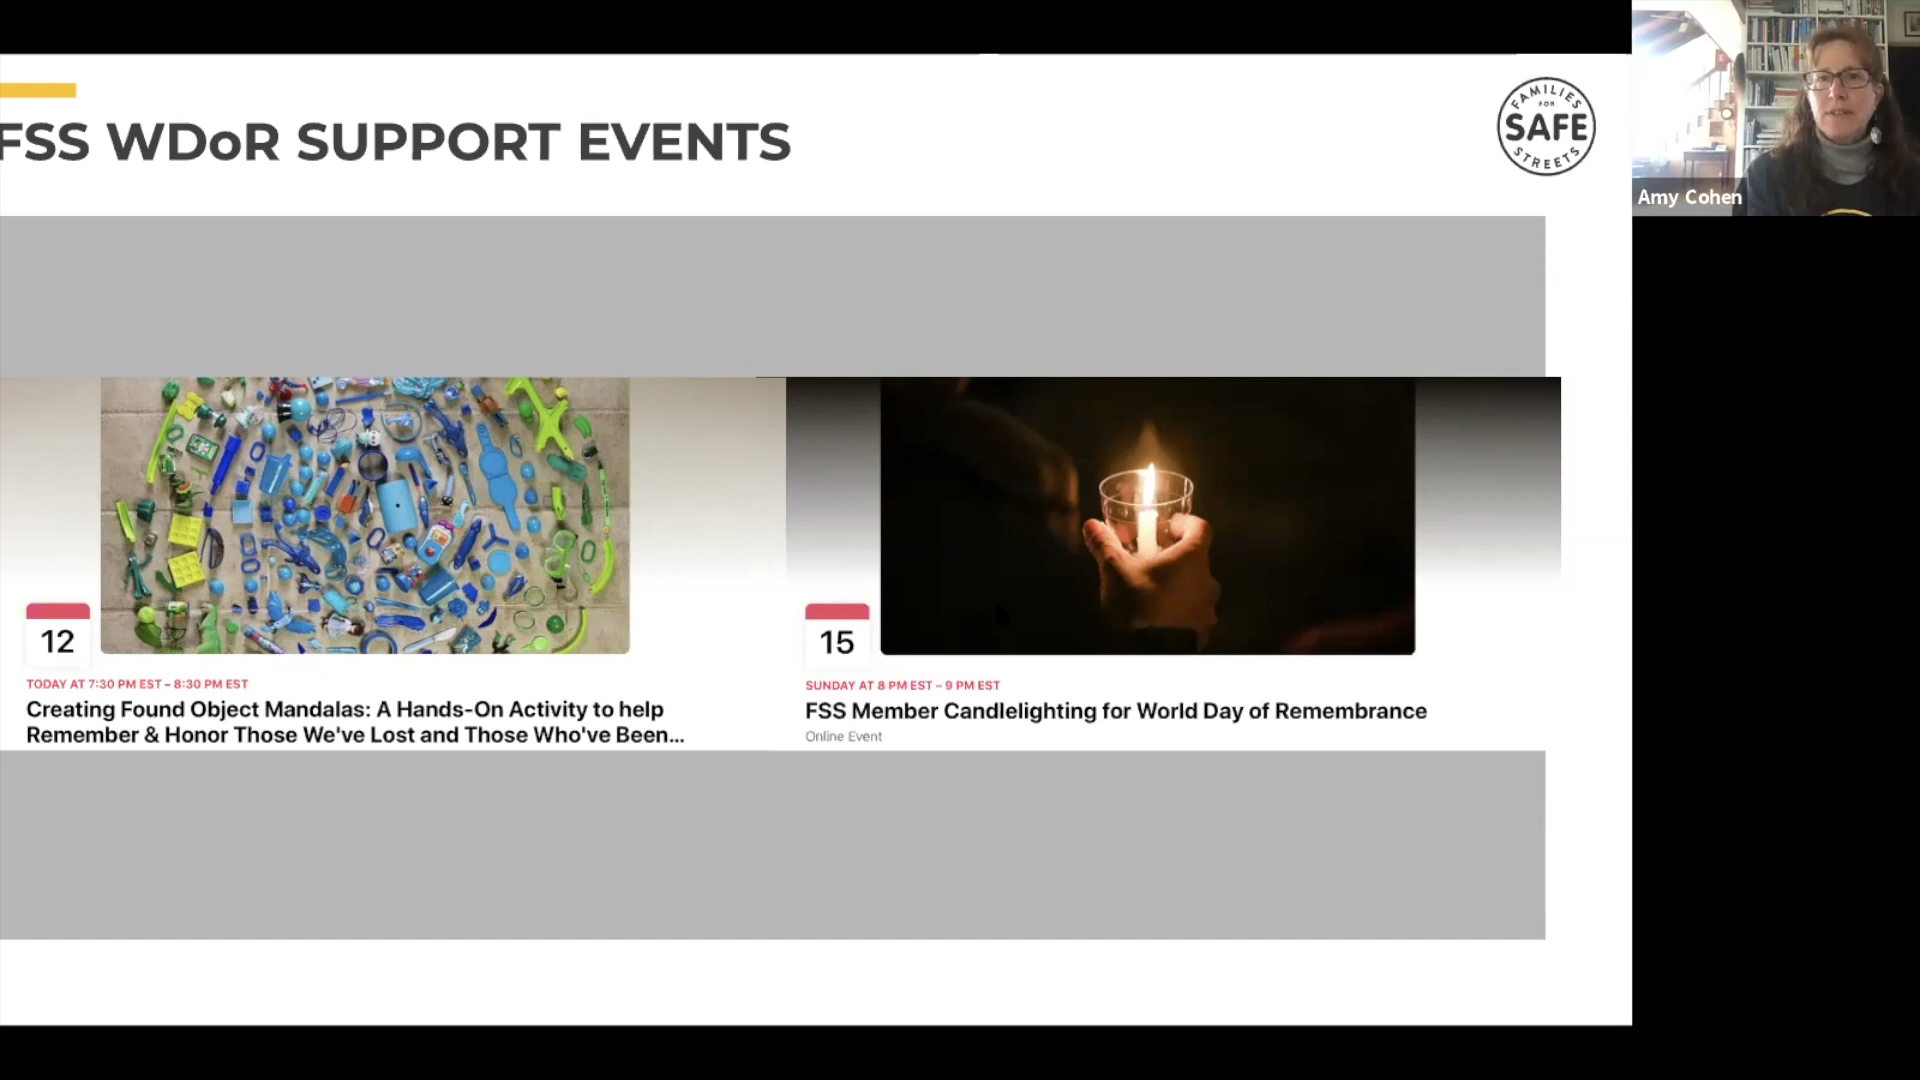 FSS WDoR SUPPORT EVENTS
FAMILIES
FOR
SAFE
STREETS
Amy Cohen
12
TODAY AT 7:30 PM EST – 8:30 PM EST
Creating Found Object Mandalas: A Hands-On Activity to help
Remember & Honor Those We've Lost and Those Who've Been...
15
SUNDAY AT 8 PM EST – 9 PM EST
FSS Member Candlelighting for World Day of Remembrance
Online Event